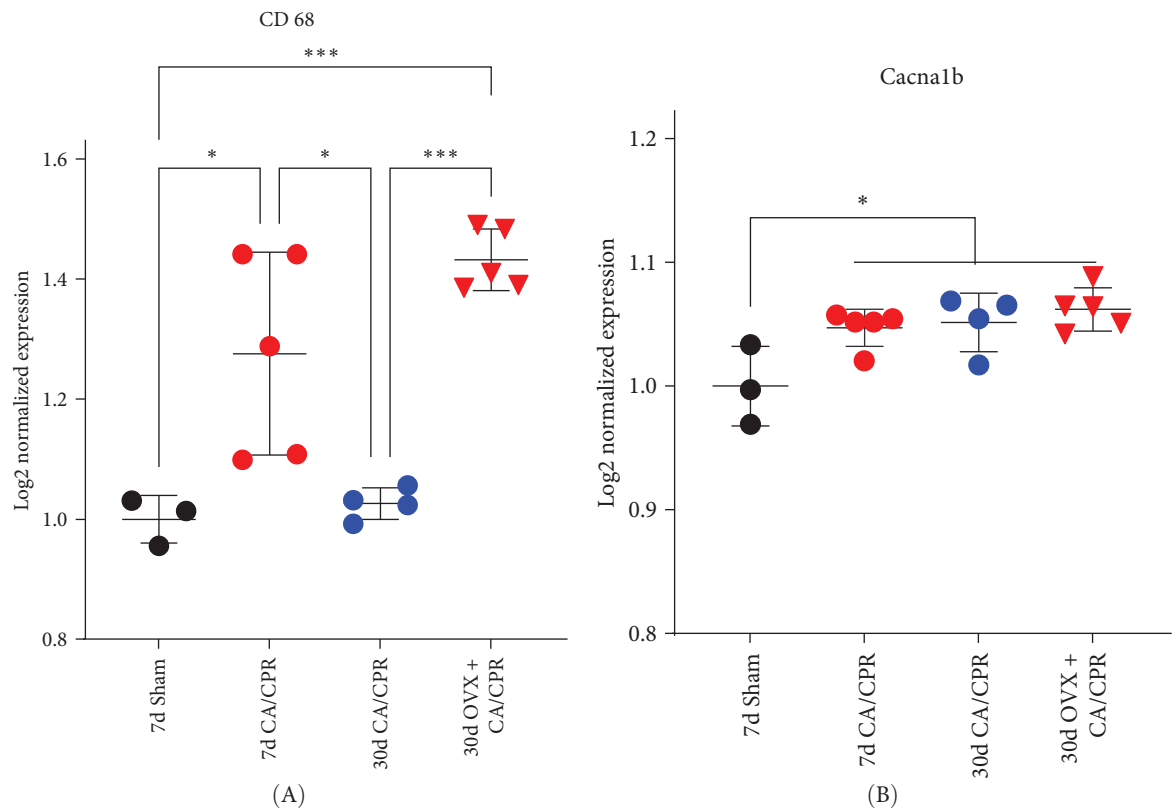 CD 68
***
*
*
***
Log2 normalized expression
1.6
1.4
1.2
1.0
0.8
7d Sham
7d CA/CPR
30d CA/CPR
30d OVX +
CA/CPR
(A)
Cacna1b
*
Log2 normalized expression
1.2
1.1
1.0
0.9
0.8
7d Sham
7d CA/CPR
30d CA/CPR
30d OVX +
CA/CPR
(B)